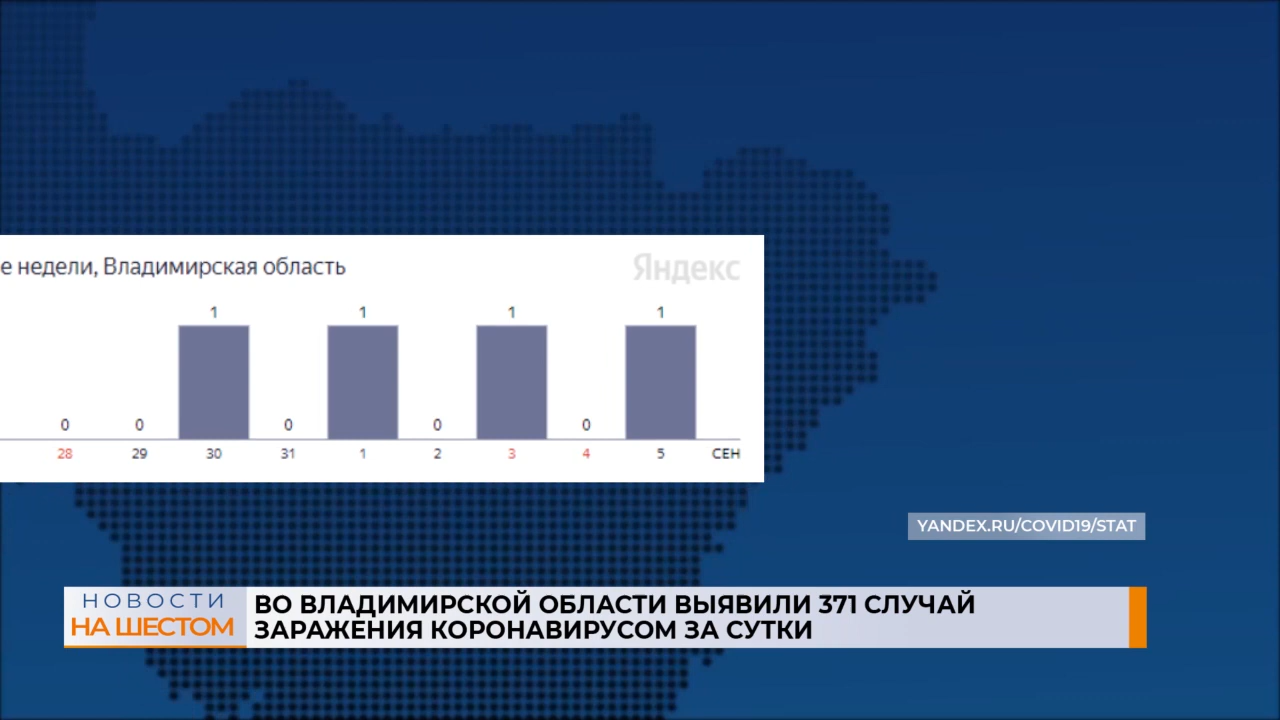 е недели, Владимирская область
Яндекс
1 1 1 1
0 0 0 0 0
28 29 30 31 1 2 3 4 5 СЕН
YANDEX.RU/COVID19/STAT
НОВОСТИ
НА ШЕСТОМ
ВО ВЛАДИМИРСКОЙ ОБЛАСТИ ВЫЯВИЛИ 371 СЛУЧАЙ
ЗАРАЖЕНИЯ КОРОНАВИРУСОМ ЗА СУТКИ